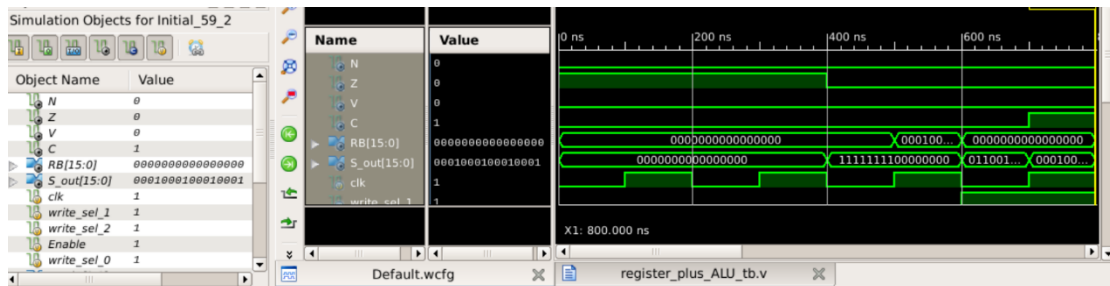 Simulation Objects for Initial_59_2
Object Name Value
N 0
Z 0
V 0
C 1
RB[15:0] 0000000000000000
S_out[15:0] 0001000100010001
clk 1
write_sel_1 1
write_sel_2 1
Enable 1
write_sel_0 1
Name Value
N 0
Z 0
V 0
C 1
RB[15:0] 0000000000000000
S_out[15:0] 0001000100010001
clk 1
write_sel_1 1
0 ns 200 ns 400 ns 600 ns
0000000000000000 000100... 0000000000000000
0000000000000000 1111111100000000 011001... 000100...
X1: 800.000 ns
Default.wcfg register_plus_ALU_tb.v